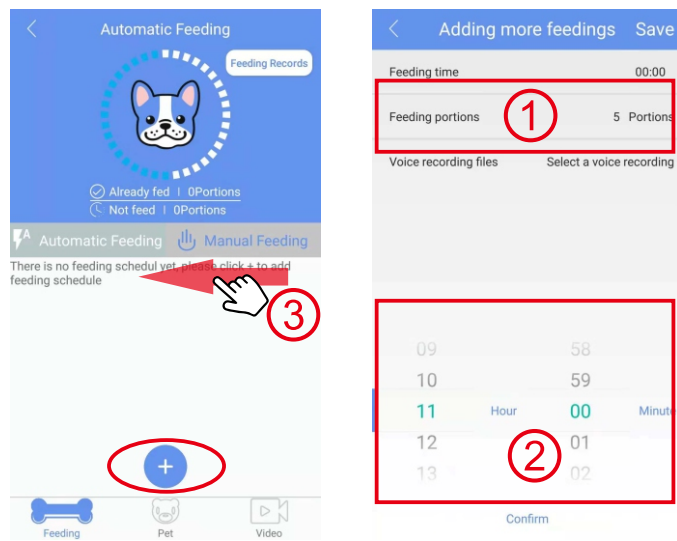 Automatic Feeding
Feeding Records
Already fed | 0Portions
Not feed | 0Portions
A Automatic Feeding
Manual Feeding
There is no feeding schedul yet, please click + to add
feeding schedule
3
+
Feeding Pet Video
Adding more feedings Save
Feeding time 00:00
Feeding portions 1 5 Portions
Voice recording files Select a voice recording
09 58
10 59
11 Hour 00 Minute
12 01
2
13 02
Confirm